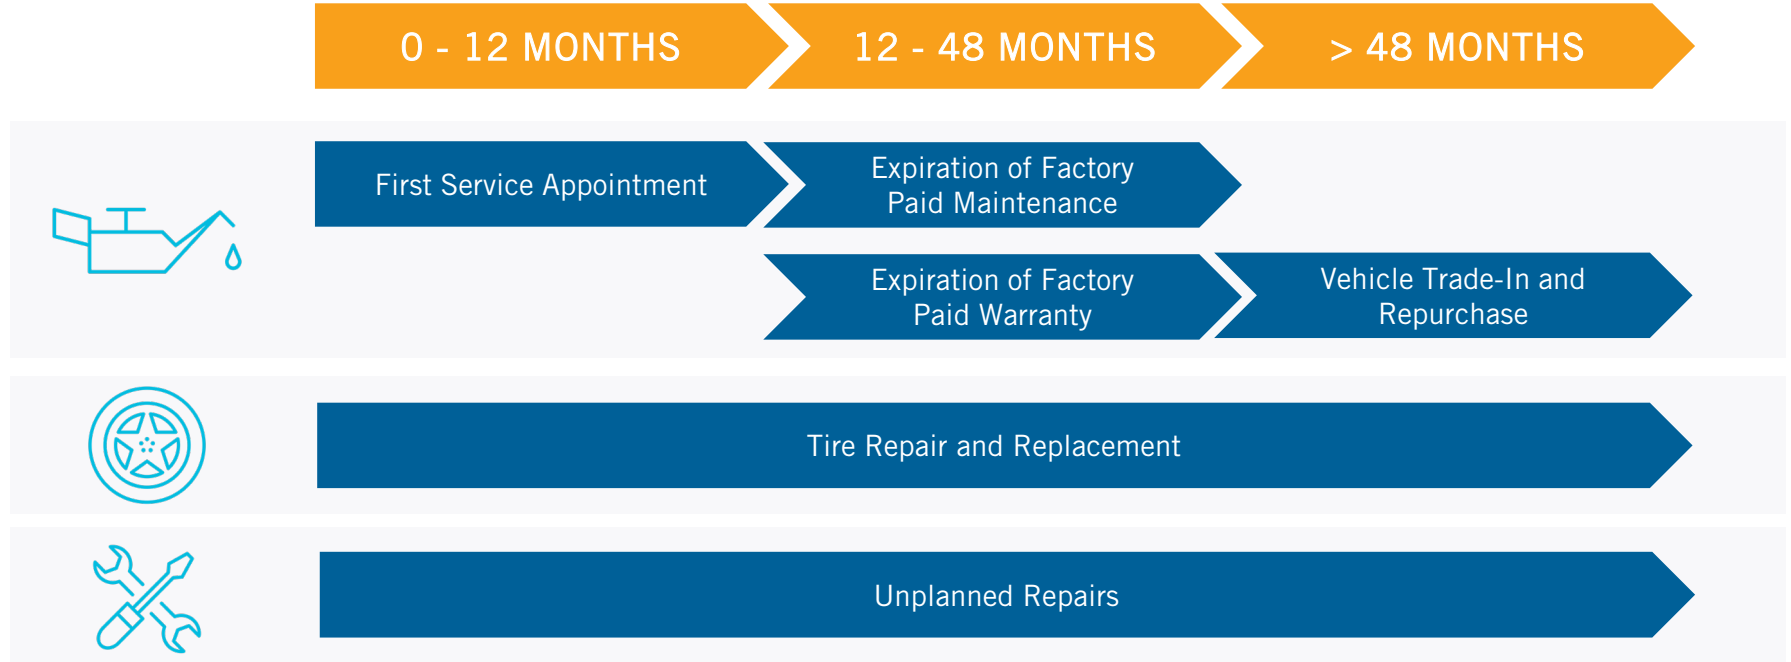 0 - 12 MONTHS
12 - 48 MONTHS
> 48 MONTHS
First Service Appointment
Expiration of Factory
Paid Maintenance
Expiration of Factory
Paid Warranty
Vehicle Trade-In and
Repurchase
Tire Repair and Replacement
Unplanned Repairs